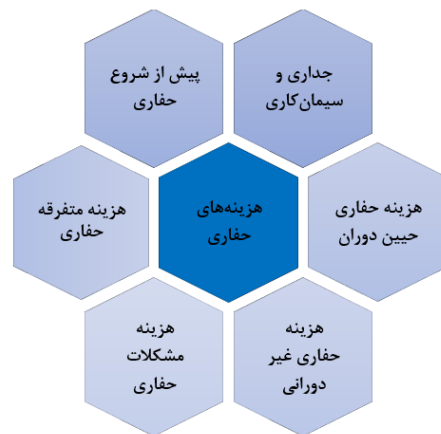 جداری و
سیمان‌کاری
پیش از شروع
حفاری
هزینه حفاری
حیین دوران
هزینه‌های
حفاری
هزینه متفرقه
حفاری
هزینه
حفاری غیر
دورانی
هزینه
مشکلات
حفاری